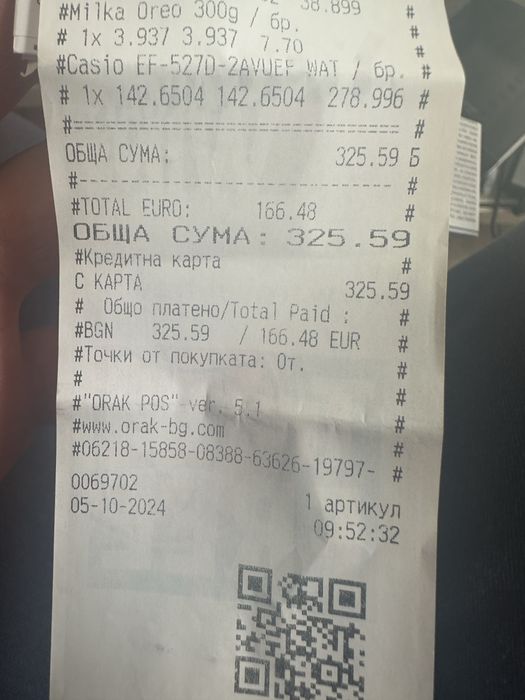 38.899 #
#Milka Oreo 300g / бр. #
# 1x 3.937 3.937 7.70 #
#Casio EF-527D-2AVUEF WAT / бр. #
# 1x 142.6504 142.6504 278.996 #
ОБЩА СУМА: 325.59 Б
#TOTAL EURO: 166.48 #
ОБЩА СУМА: 325.59
#Кредитна карта #
С КАРТА 325.59
# Общо платено/Total Paid : #
#BGN 325.59 / 166.48 EUR #
#Точки от покупката: 0т. #
# #
#"ORAK POS" ver. 5.1 #
#www.orak-bg.com #
#06218-15858-08388-63626-19797- #
0069702 1 артикул
05-10-2024 09:52:32